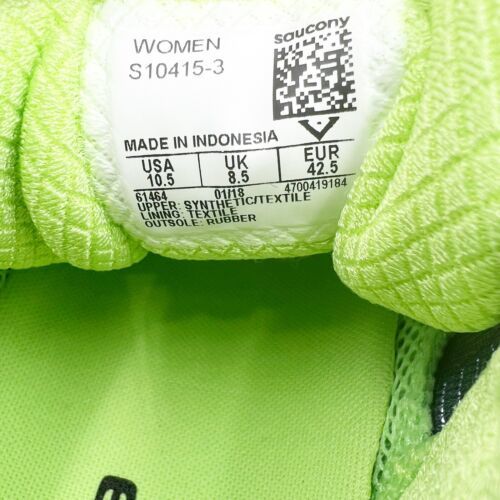 WOMEN
S10415-3
saucony
MADE IN INDONESIA
USA UK EUR
10.5 8.5 42.5
61464 01/18 4700419184
UPPER: SYNTHETIC/TEXTILE
LINING: TEXTILE
OUTSOLE: RUBBER